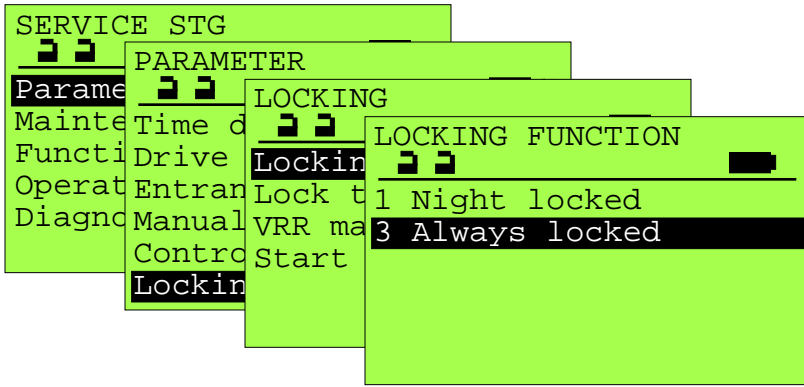 SERVICE STG
Parame
Mainte
Functi
Operat
Diagno
PARAMETER
Time d
Drive
Entran
Manual
Contro
Lockin
LOCKING
Lockin
Lock t
VRR ma
Start
LOCKING FUNCTION
1 Night locked
3 Always locked